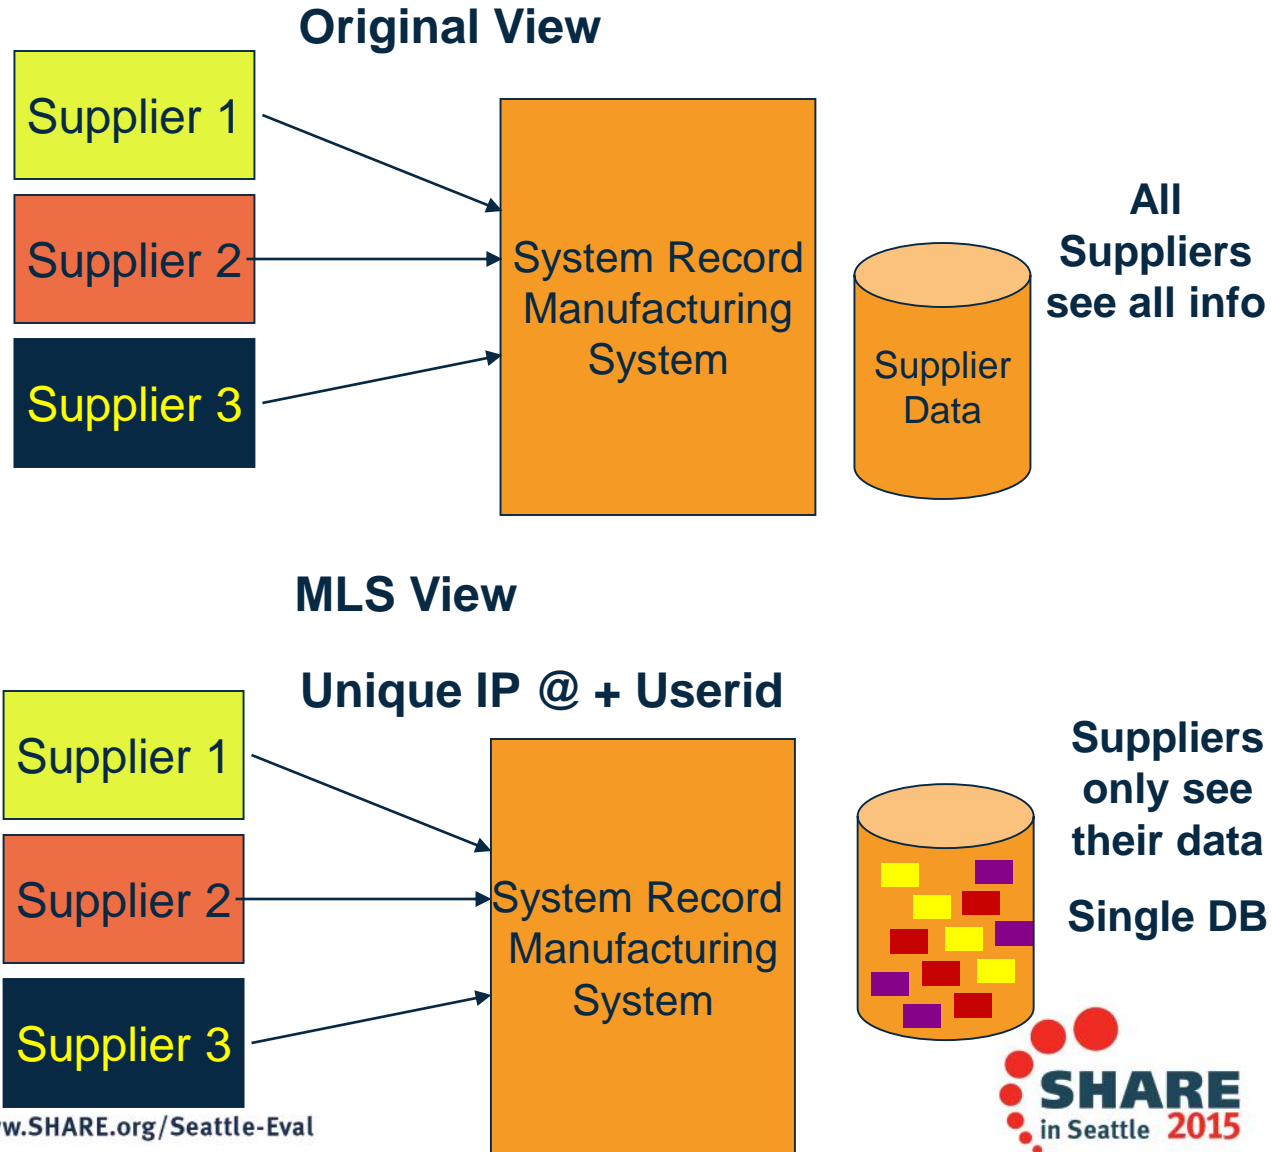 Original View
Supplier 1
Supplier 2
Supplier 3
System Record
Manufacturing
System
Supplier
Data
All
Suppliers
see all info
MLS View
Unique IP @ + Userid
Supplier 1
Supplier 2
Supplier 3
System Record
Manufacturing
System
Suppliers
only see
their data
Single DB
w.SHARE.org/Seattle-Eval
SHARE
in Seattle 2015